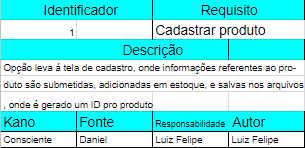 Identificador Requisito
1 Cadastrar produto
Descrição
Opção leva á tela de cadastro, onde informações referentes ao pro-
duto são submetidas, adicionadas em estoque, e salvas nos arquivos
, onde é gerado um ID pro produto
Kano Fonte Responsabilidade Autor
Consciente Daniel Luiz Felipe Luiz Felipe